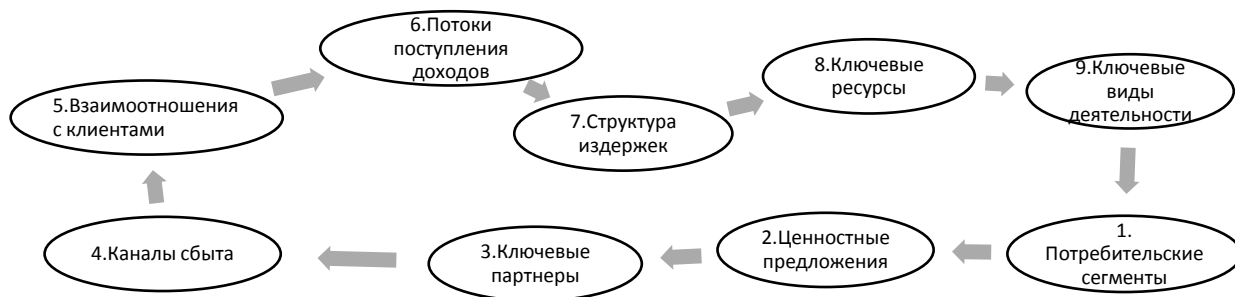 6.Потоки
поступления
доходов
8.Ключевые
ресурсы
9.Ключевые
виды
деятельности
5.Взаимоотношения
с клиентами
7.Структура
издержек
4.Каналы сбыта
3.Ключевые
партнеры
2.Ценностные
предложения
1.
Потребительские
сегменты